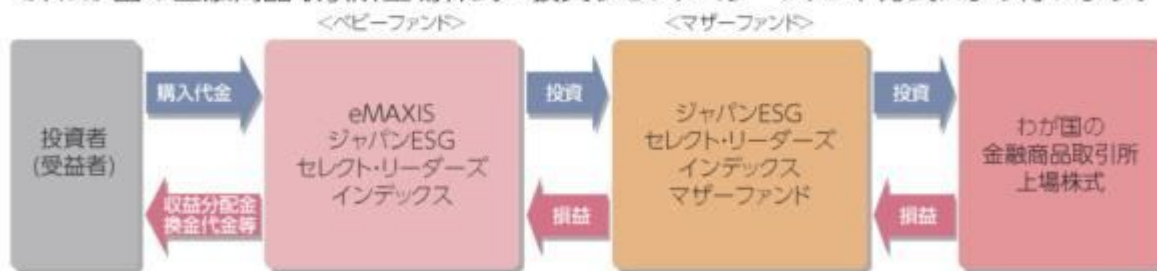 <ベビーファンド>
<マザーファンド>
投資者
(受益者)
購入代金
収益分配金
換金代金等
eMAXIS
ジャパンESG
セレクト・リーダーズ
インデックス
投資
損益
ジャパンESG
セレクト・リーダーズ
インデックス
マザーファンド
投資
損益
わが国の
金融商品取引所
上場株式